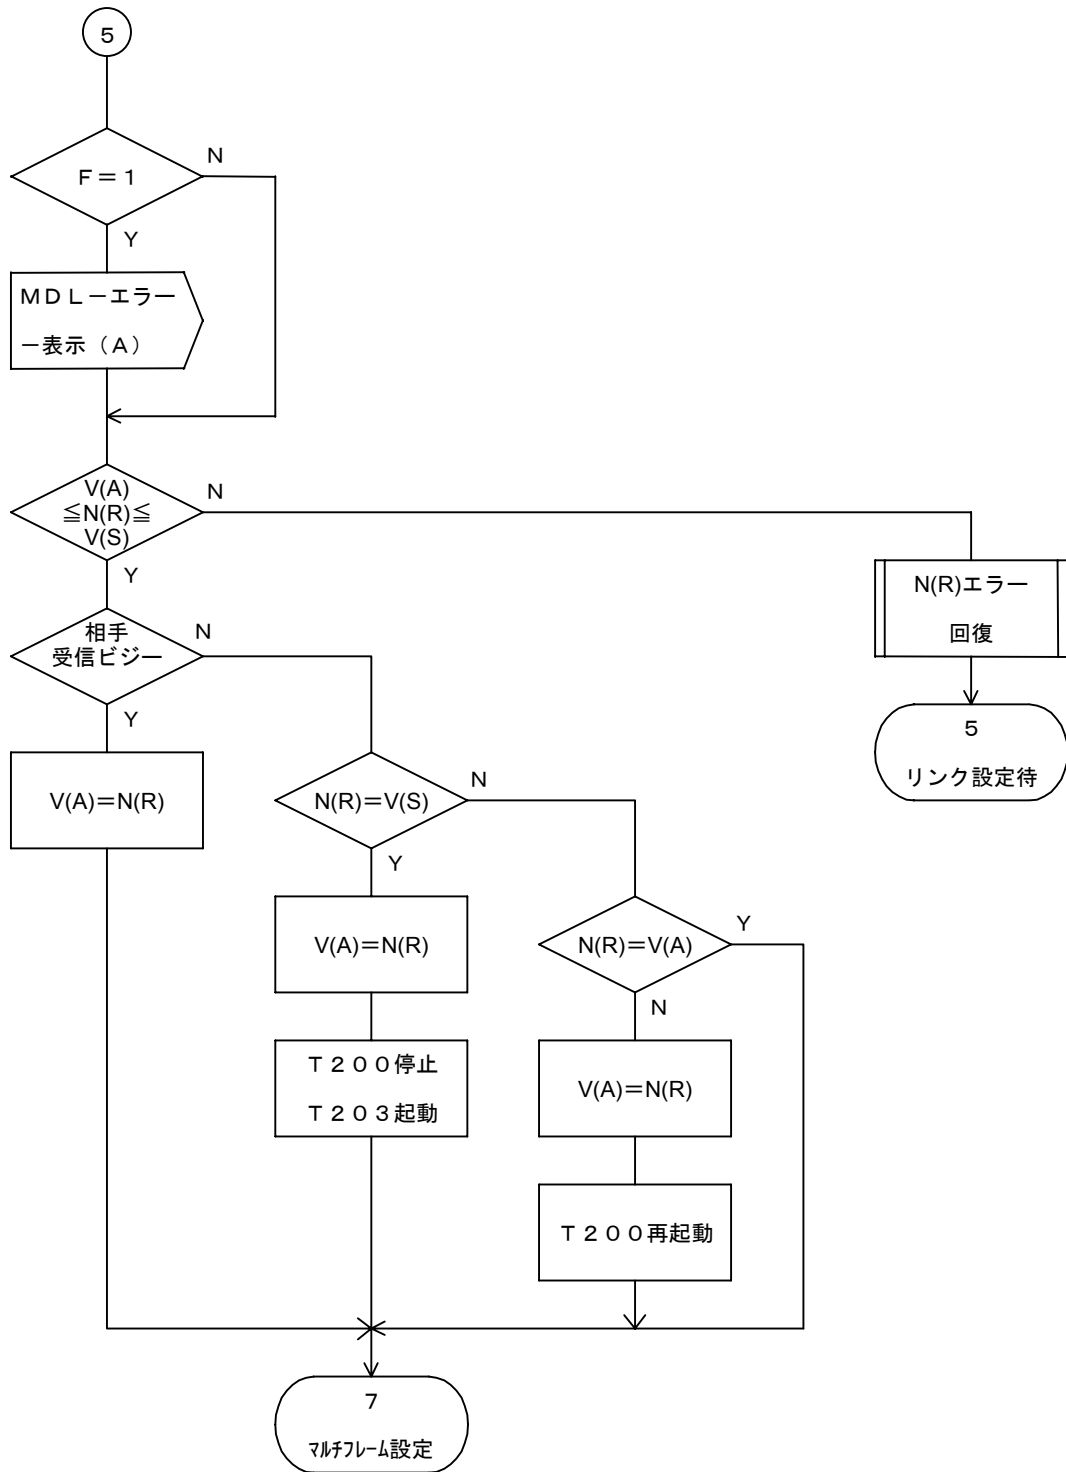 5
F＝1
N
Y
MDL－エラー
－表示（A）
V(A)
≦N(R)≦
V(S)
N
Y
N(R)エラー
回復
5
リンク設定待
相手
受信ビジー
N
Y
V(A)＝N(R)
N(R)＝V(S)
N
Y
V(A)＝N(R)
N(R)＝V(A)
Y
N
T200停止
T203起動
V(A)＝N(R)
T200再起動
7
ﾏﾙﾁﾌﾚｰﾑ設定